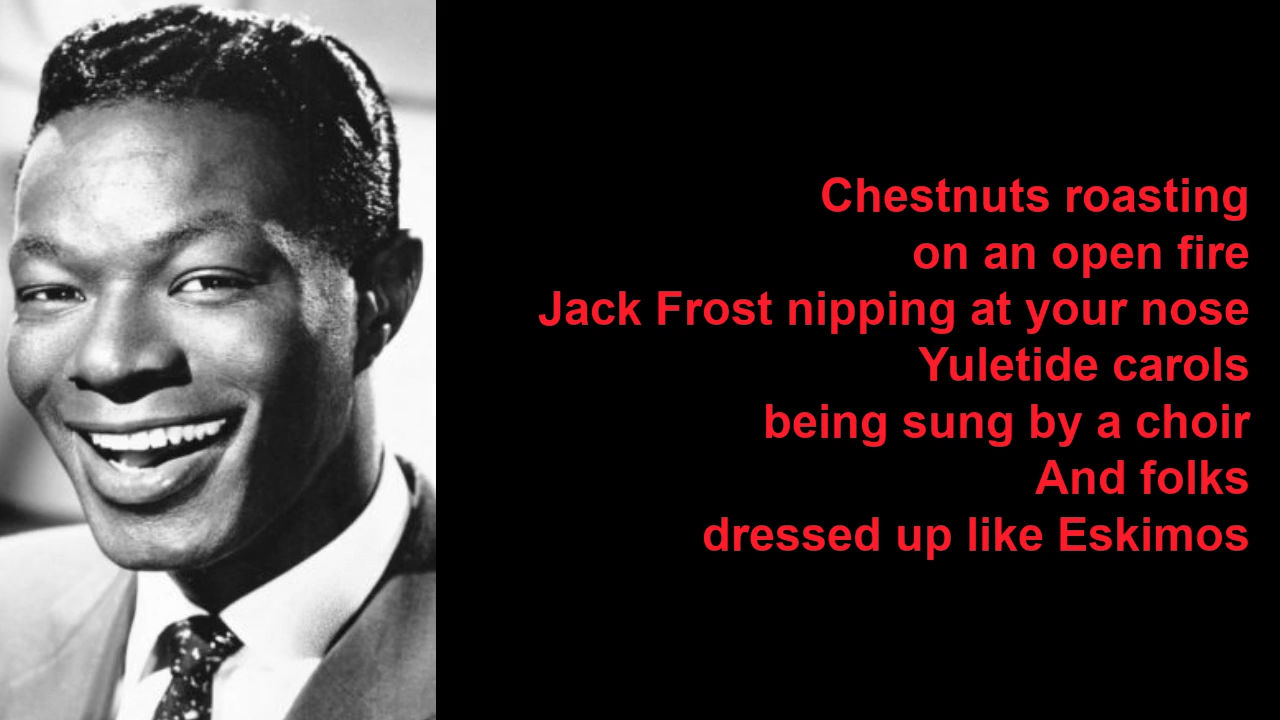 Chestnuts roasting
on an open fire
Jack Frost nipping at your nose
Yuletide carols
being sung by a choir
And folks
dressed up like Eskimos